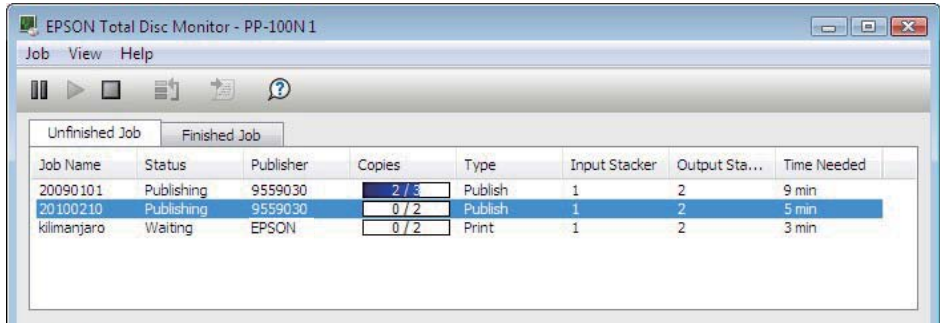 EPSON Total Disc Monitor - PP-100N 1
Job View Help
Unfinished Job Finished Job
Job Name Status Publisher Copies Type Input Stacker Output Sta... Time Needed
20090101 Publishing 9559030 2 / 3 Publish 1 2 9 min
20100210 Publishing 9559030 0 / 2 Publish 1 2 5 min
kilimanjaro Waiting EPSON 0 / 2 Print 1 2 3 min